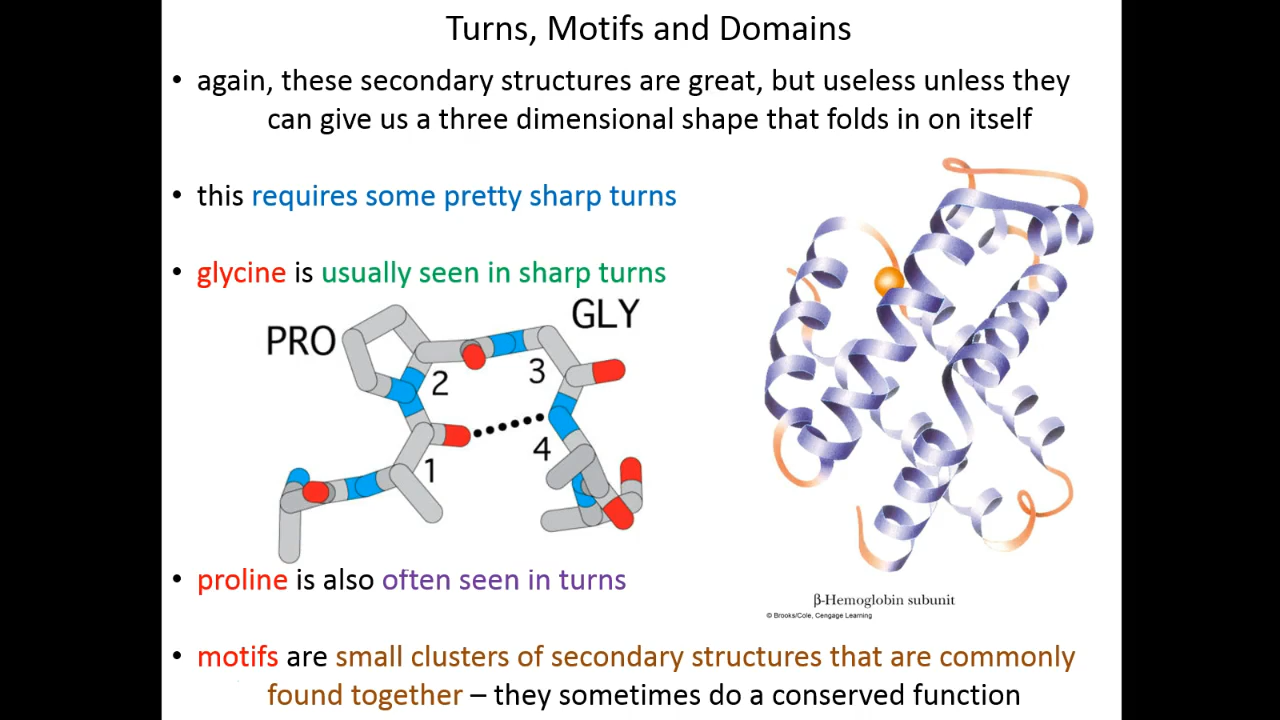 Turns, Motifs and Domains
• again, these secondary structures are great, but useless unless they
can give us a three dimensional shape that folds in on itself
• this requires some pretty sharp turns
• glycine is usually seen in sharp turns
PRO
GLY
2
3
1
4
• proline is also often seen in turns
β-Hemoglobin subunit
© Brooks/Cole, Cengage Learning
• motifs are small clusters of secondary structures that are commonly
found together – they sometimes do a conserved function